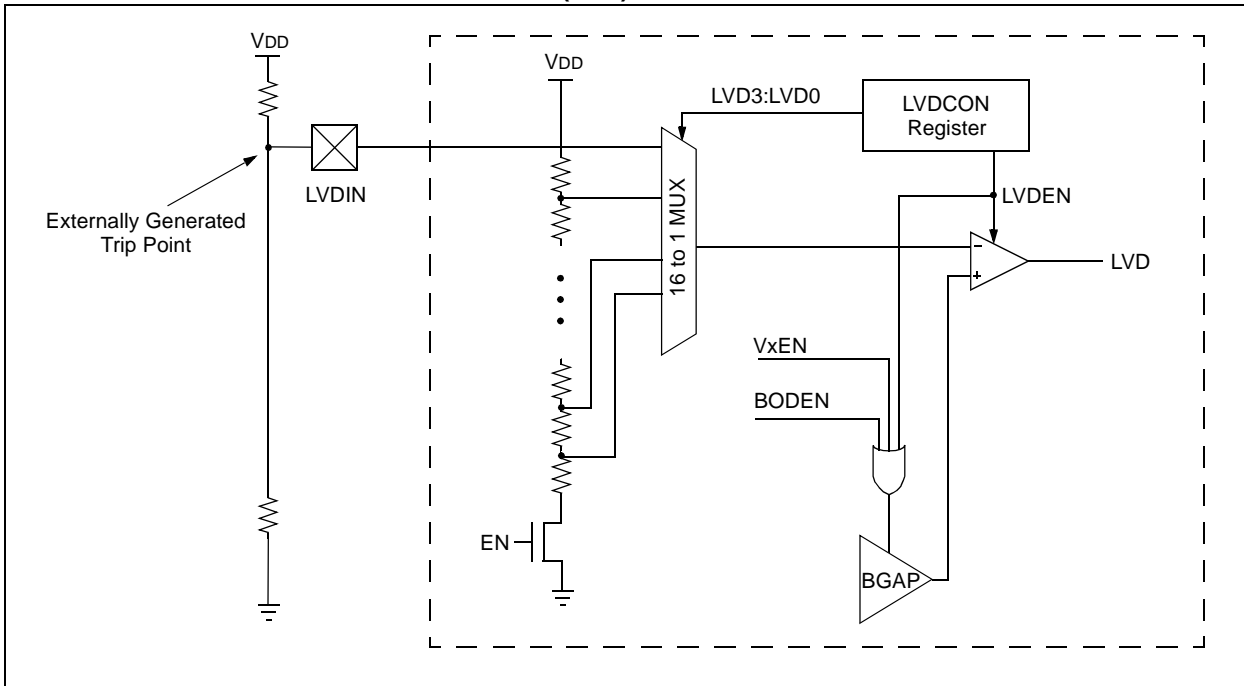 VDD
VDD
LVD3:LVD0
LVDCON
Register
LVDIN
Externally Generated
Trip Point
16 to 1 MUX
LVDEN
-
+
LVD
VxEN
BODEN
EN
BGAP